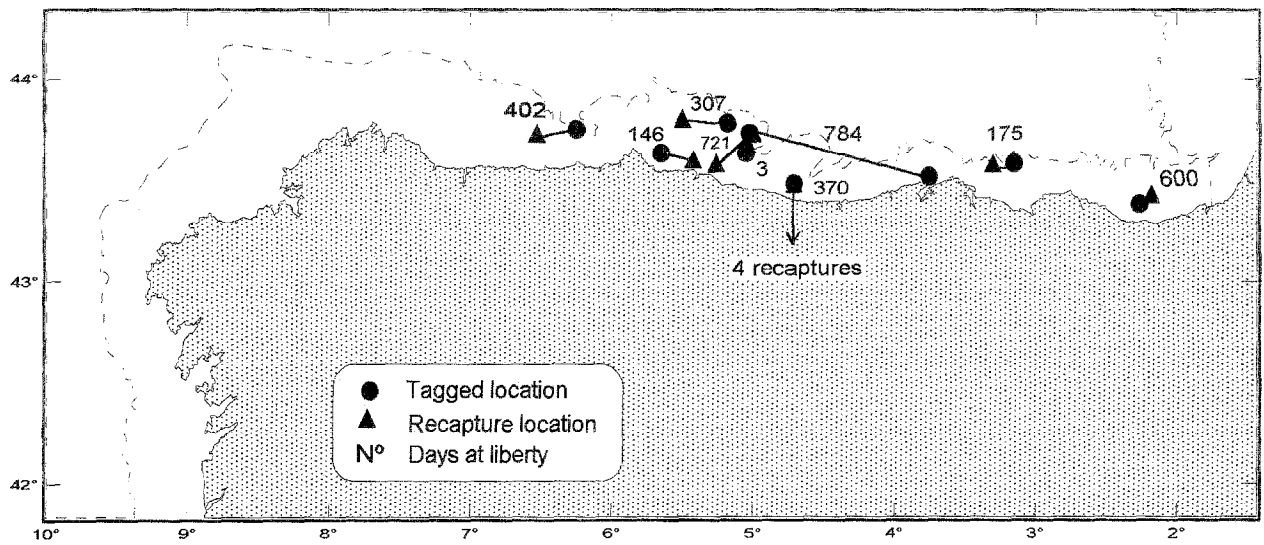 44°
43°
42°
402
307
146
721
3
784
370
175
600
4 recaptures
Tagged location
Recapture location
Nº Days at liberty
10° 9° 8° 7° 6° 5° 4° 3° 2°